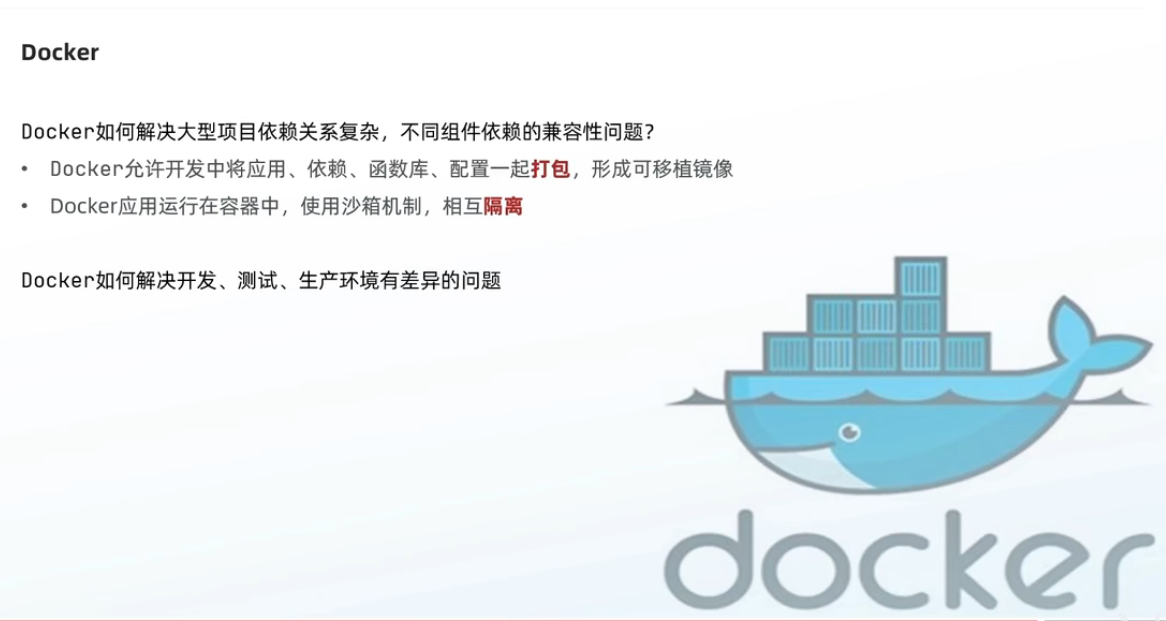 Docker
Docker如何解决大型项目依赖关系复杂，不同组件依赖的兼容性问题？
• Docker允许开发中将应用、依赖、函数库、配置一起打包，形成可移植镜像
• Docker应用运行在容器中，使用沙箱机制，相互隔离
Docker如何解决开发、测试、生产环境有差异的问题
docker